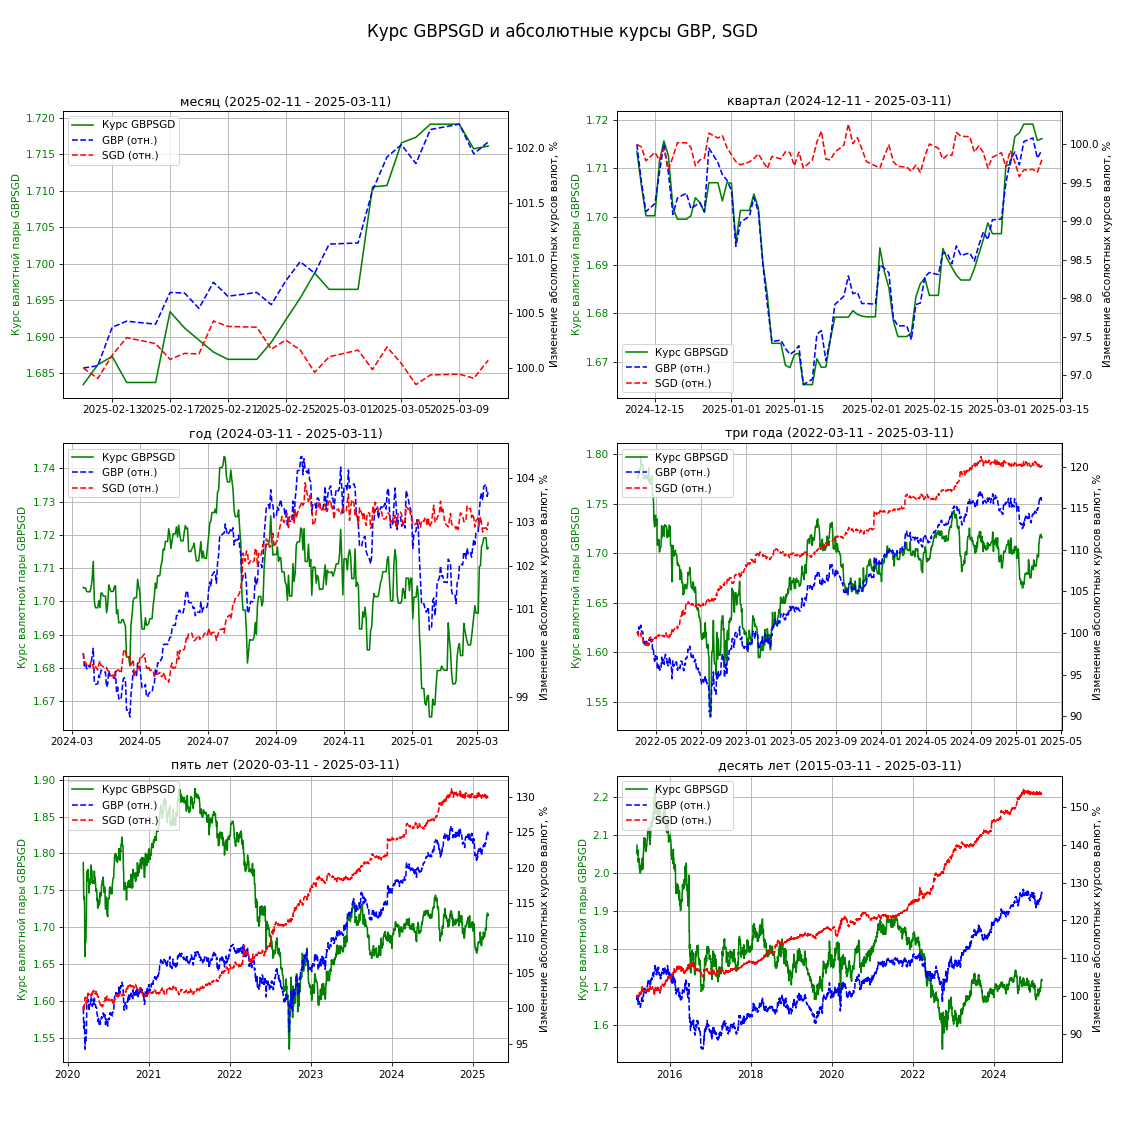 Курс GBPSGD и абсолютные курсы GBP, SGD
месяц (2025-02-11 - 2025-03-11)
Курс валютной пары GBPSGD
1.720
1.715
1.710
1.705
1.700
1.695
1.690
1.685
Курс GBPSGD
GBP (отн.)
SGD (отн.)
102.0
101.5
101.0
100.5
100.0
Изменение абсолютных курсов валют, %
2025-02-13 2025-02-17 2025-02-21 2025-02-25 2025-03-01 2025-03-05 2025-03-09
квартал (2024-12-11 - 2025-03-11)
Курс валютной пары GBPSGD
1.72
1.71
1.70
1.69
1.68
1.67
Курс GBPSGD
GBP (отн.)
SGD (отн.)
100.0
99.5
99.0
98.5
98.0
97.5
97.0
Изменение абсолютных курсов валют, %
2024-12-15 2025-01-01 2025-01-15 2025-02-01 2025-02-15 2025-03-01 2025-03-15
год (2024-03-11 - 2025-03-11)
Курс валютной пары GBPSGD
1.74
1.73
1.72
1.71
1.70
1.69
1.68
1.67
Курс GBPSGD
GBP (отн.)
SGD (отн.)
104
103
102
101
100
99
Изменение абсолютных курсов валют, %
2024-03 2024-05 2024-07 2024-09 2024-11 2025-01 2025-03
три года (2022-03-11 - 2025-03-11)
Курс валютной пары GBPSGD
1.80
1.75
1.70
1.65
1.60
1.55
Курс GBPSGD
GBP (отн.)
SGD (отн.)
120
115
110
105
100
95
90
Изменение абсолютных курсов валют, %
2022-05 2022-09 2023-01 2023-05 2023-09 2024-01 2024-05 2024-09 2025-01 2025-05
пять лет (2020-03-11 - 2025-03-11)
Курс валютной пары GBPSGD
1.90
1.85
1.80
1.75
1.70
1.65
1.60
1.55
Курс GBPSGD
GBP (отн.)
SGD (отн.)
130
125
120
115
110
105
100
95
Изменение абсолютных курсов валют, %
2020 2021 2022 2023 2024 2025
десять лет (2015-03-11 - 2025-03-11)
Курс валютной пары GBPSGD
2.2
2.1
2.0
1.9
1.8
1.7
1.6
Курс GBPSGD
GBP (отн.)
SGD (отн.)
150
140
130
120
110
100
90
Изменение абсолютных курсов валют, %
2016 2018 2020 2022 2024